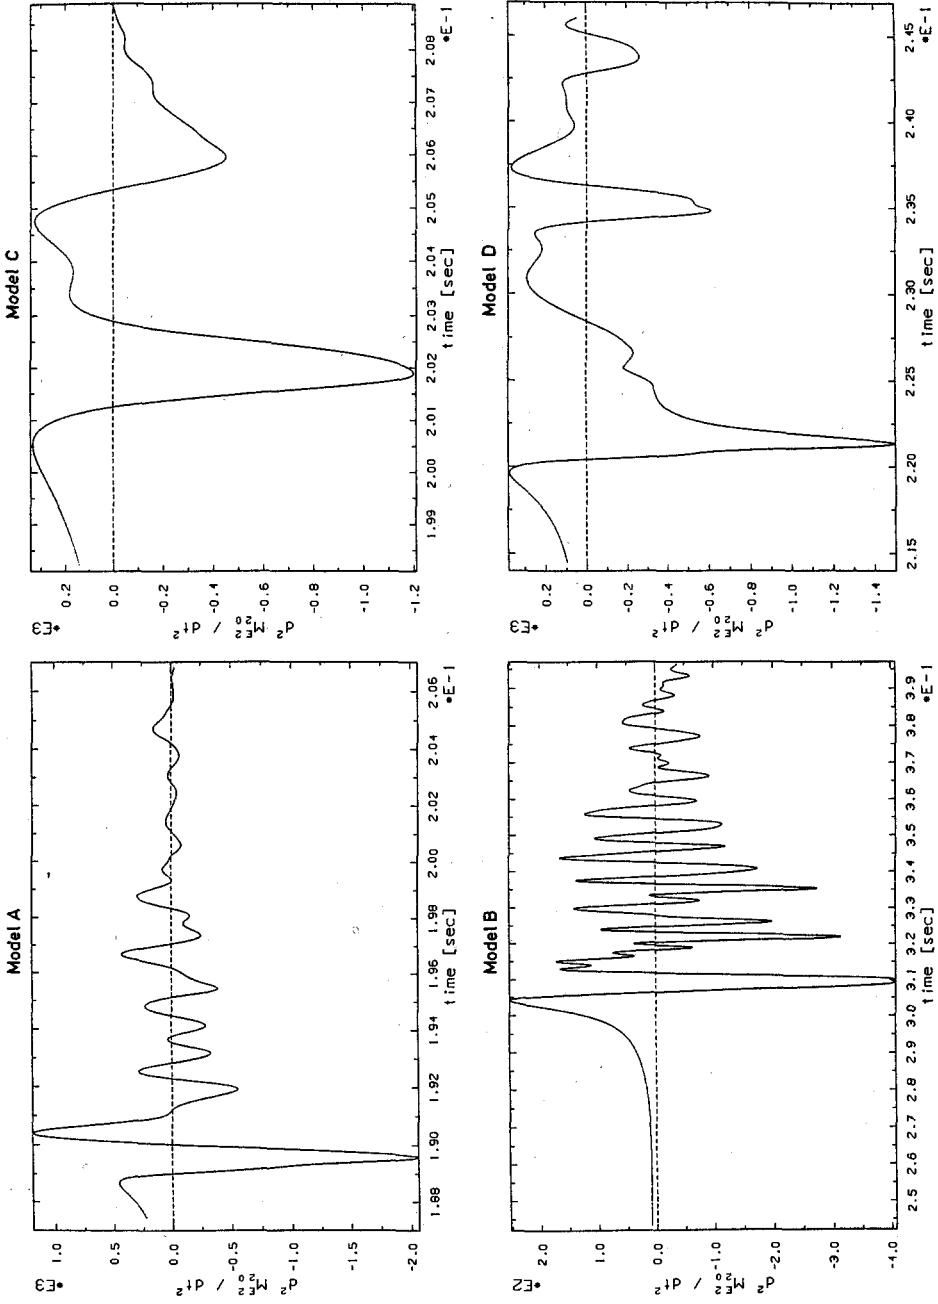 Model A
*E3
1.0
0.5
0.0
-0.5
-1.0
-1.5
-2.0
d² M₂₀ᴱ² / dt²
1.88 1.90 1.92 1.94 1.96 1.98 2.00 2.02 2.04 2.06
time [sec] *E-1
Model C
*E3
0.2
0.0
-0.2
-0.4
-0.6
-0.8
-1.0
-1.2
d² M₂₀ᴱ² / dt²
1.99 2.00 2.01 2.02 2.03 2.04 2.05 2.06 2.07 2.08
time [sec] *E-1
Model B
*E2
2.0
1.0
0.0
-1.0
-2.0
-3.0
-4.0
d² M₂₀ᴱ² / dt²
2.5 2.6 2.7 2.8 2.9 3.0 3.1 3.2 3.3 3.4 3.5 3.6 3.7 3.8 3.9
time [sec] *E-1
Model D
*E3
0.2
0.0
-0.2
-0.4
-0.6
-0.8
-1.0
-1.2
-1.4
d² M₂₀ᴱ² / dt²
2.15 2.20 2.25 2.30 2.35 2.40 2.45
time [sec] *E-1